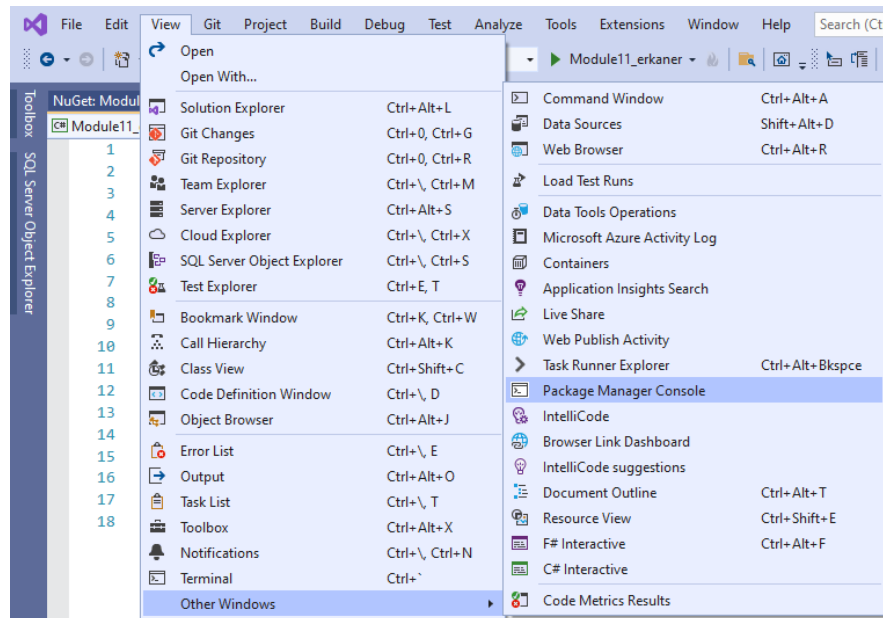 File Edit View Git Project Build Debug Test Analyze Tools Extensions Window Help Search (Ct
Module11_erkaner
Toolbox
SQL Server Object Explorer
NuGet: Modul
C# Module11_
1
2
3
4
5
6
7
8
9
10
11
12
13
14
15
16
17
18
Open
Open With...
Solution Explorer Ctrl+Alt+L
Git Changes Ctrl+0, Ctrl+G
Git Repository Ctrl+0, Ctrl+R
Team Explorer Ctrl+\, Ctrl+M
Server Explorer Ctrl+Alt+S
Cloud Explorer Ctrl+\, Ctrl+X
SQL Server Object Explorer Ctrl+\, Ctrl+S
Test Explorer Ctrl+E, T
Bookmark Window Ctrl+K, Ctrl+W
Call Hierarchy Ctrl+Alt+K
Class View Ctrl+Shift+C
Code Definition Window Ctrl+\, D
Object Browser Ctrl+Alt+J
Error List Ctrl+\, E
Output Ctrl+Alt+O
Task List Ctrl+\, T
Toolbox Ctrl+Alt+X
Notifications Ctrl+\, Ctrl+N
Terminal Ctrl+`
Other Windows
Command Window Ctrl+Alt+A
Data Sources Shift+Alt+D
Web Browser Ctrl+Alt+R
Load Test Runs
Data Tools Operations
Microsoft Azure Activity Log
Containers
Application Insights Search
Live Share
Web Publish Activity
Task Runner Explorer Ctrl+Alt+Bkspce
Package Manager Console
IntelliCode
Browser Link Dashboard
IntelliCode suggestions
Document Outline Ctrl+Alt+T
Resource View Ctrl+Shift+E
F# Interactive Ctrl+Alt+F
C# Interactive
Code Metrics Results